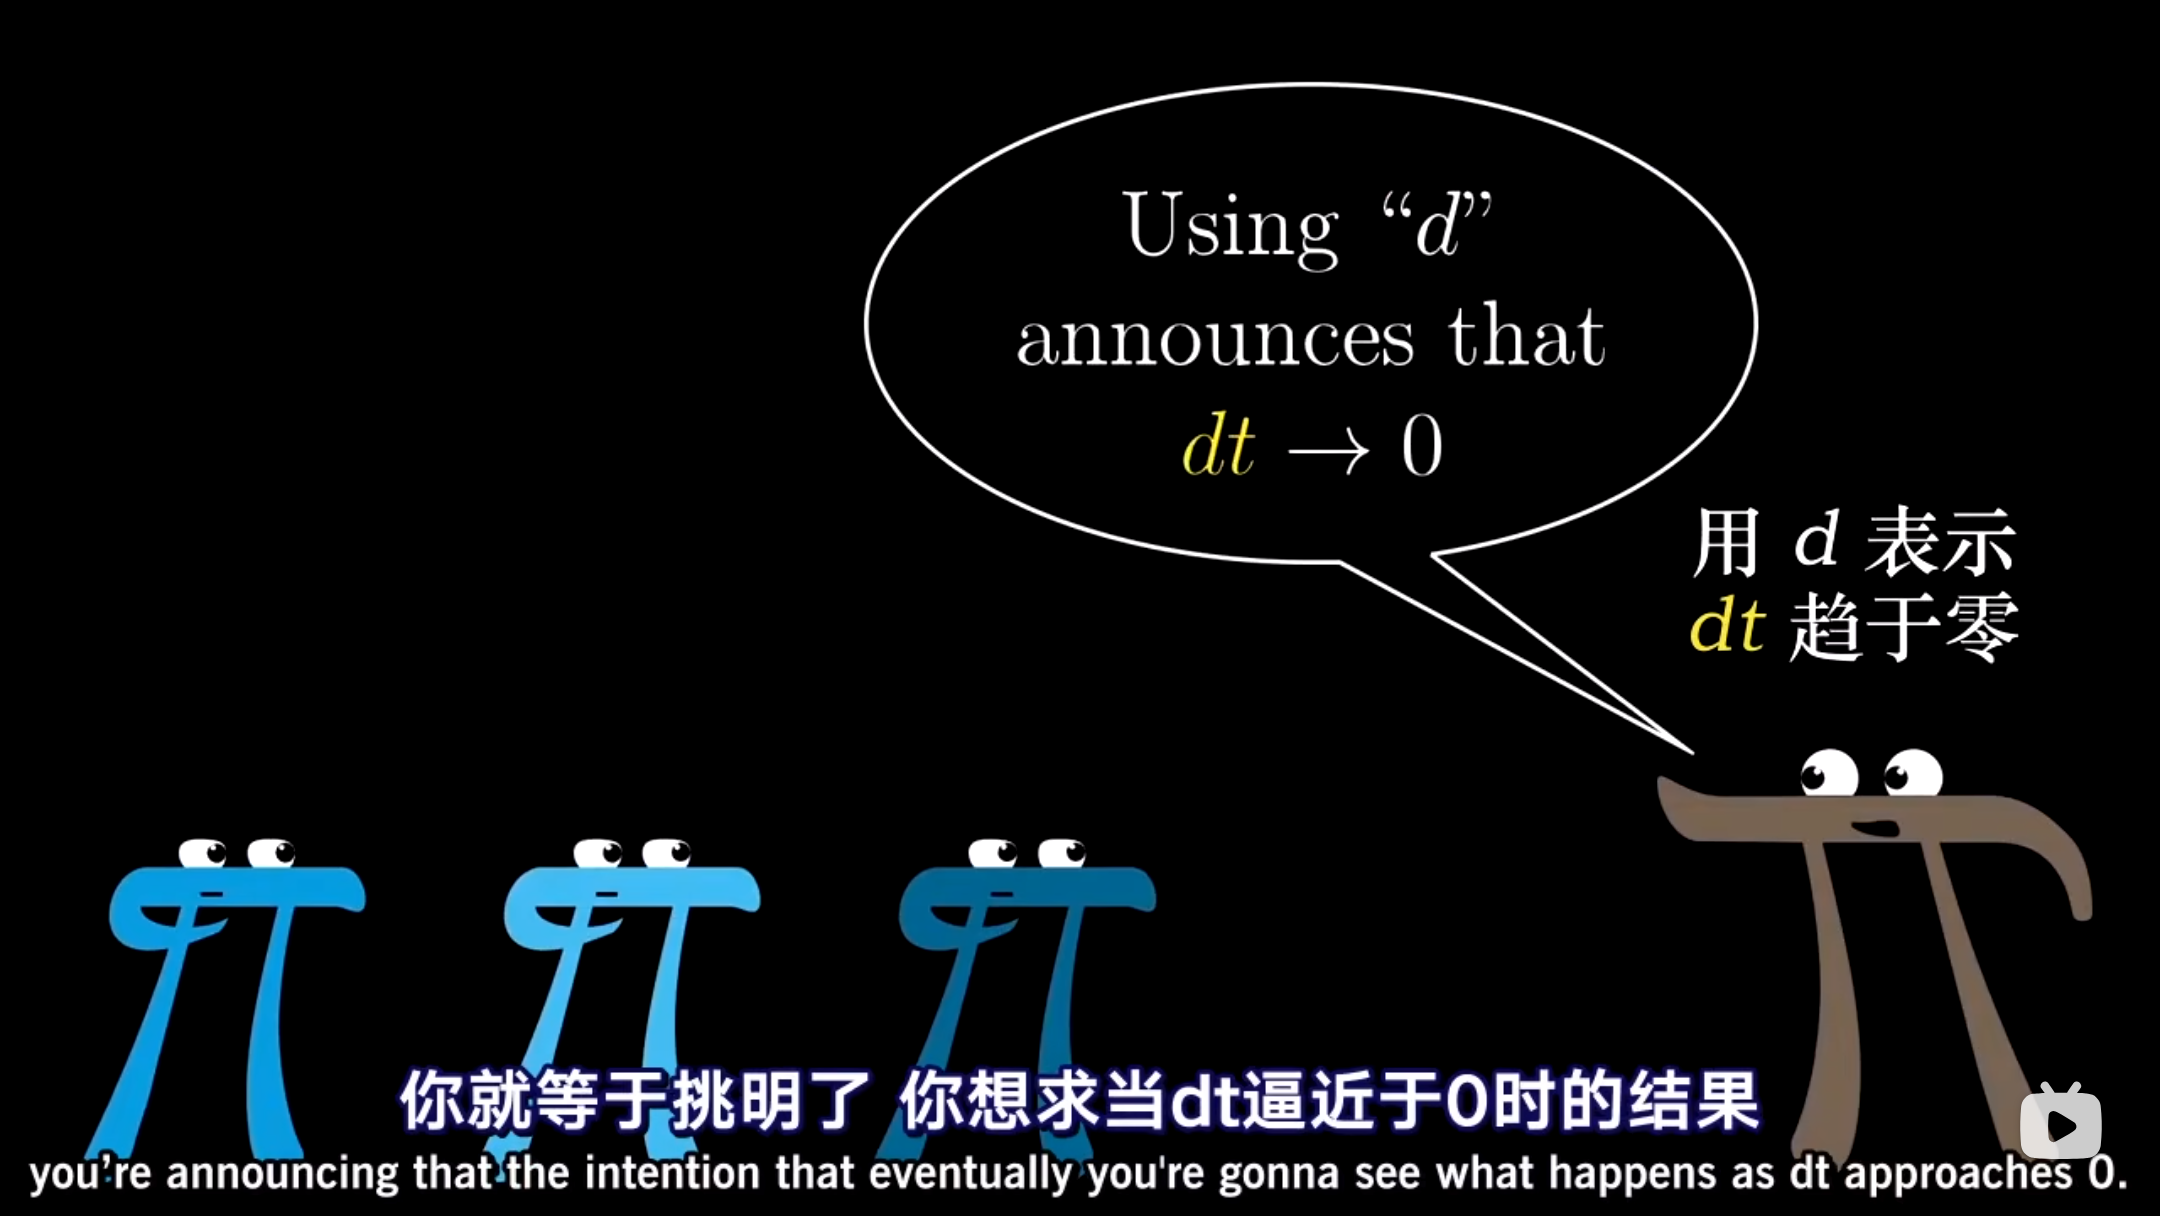 Using “d”
announces that
dt → 0
用 d 表示
dt 趋于零
你就等于挑明了 你想求当dt逼近于0时的结果
you’re announcing that the intention that eventually you're gonna see what happens as dt approaches 0.